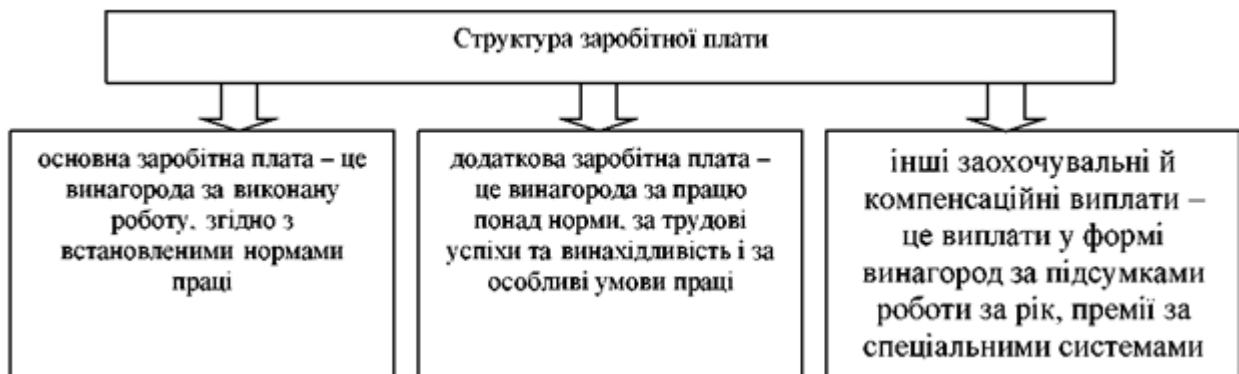 Структура заробітної плати
основна заробітна плата – це
винагорода за виконану
роботу, згідно з
встановленими нормами
праці
додаткова заробітна плата –
це винагорода за працю
понад норми, за трудові
успіхи та винахідливість і за
особливі умови праці
інші заохочувальні й
компенсаційні виплати –
це виплати у формі
винагород за підсумками
роботи за рік, премії за
спеціальними системами